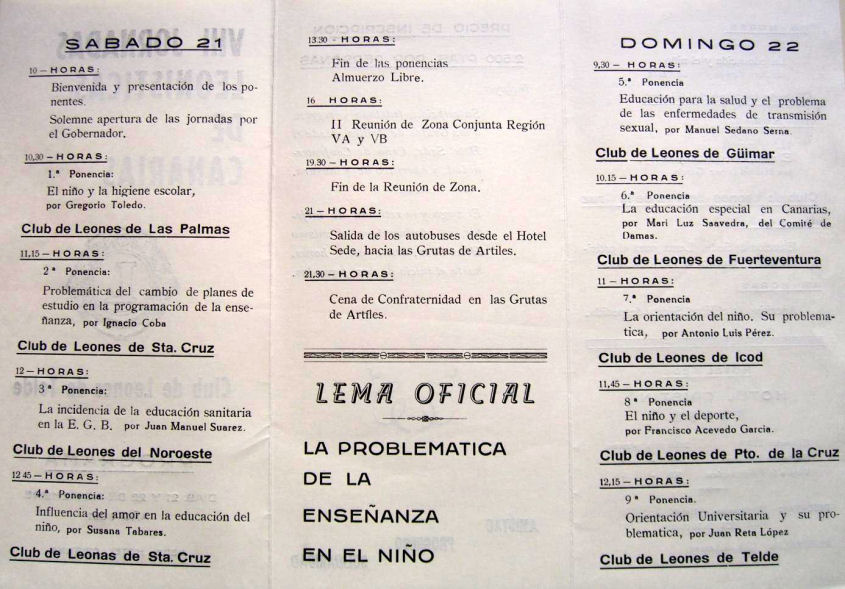 SABADO 21
10 – HORAS:
Bienvenida y presentación de los po-
nentes.
Solemne apertura de las jornadas por
el Gobernador.
10,30 – HORAS:
1.ª Ponencia:
El niño y la higiene escolar,
por Gregorio Toledo.
Club de Leones de Las Palmas
11,15 – HORAS:
2ª Ponencia:
Problemática del cambio de planes de
estudio en la programación de la ense-
ñanza, por Ignacio Coba
Club de Leones de Sta. Cruz
12 – HORAS:
3ª Ponencia:
La incidencia de la educación sanitaria
en la E. G. B. por Juan Manuel Suarez.
Club de Leones del Noroeste
12 45 – HORAS:
4.ª Ponencia:
Influencia del amor en la educación del
niño, por Susana Tabares.
Club de Leonas de Sta. Cruz
13.30 – HORAS:
Fin de las ponencias
Almuerzo Libre.
16 HORAS:
II Reunión de Zona Conjunta Región
VA y VB
19.30 – HORAS:
Fin de la Reunión de Zona.
21 – HORAS:
Salida de los autobuses desde el Hotel
Sede, hacia las Grutas de Artiles.
21,30 – HORAS:
Cena de Confraternidad en las Grutas
de Artiles.
LEMA OFICIAL
LA PROBLEMATICA
DE LA
ENSEÑANZA
EN EL NIÑO
DOMINGO 22
9,30 – HORAS:
5.ª Ponencia
Educación para la salud y el problema
de las enfermedades de transmisión
sexual, por Manuel Sedano Serna.
Club de Leones de Güimar
10.15 – HORAS:
6.ª Ponencia
La educación especial en Canarias,
por Mari Luz Saavedra, del Comité de
Damas.
Club de Leones de Fuerteventura
11 – HORAS:
7.ª Ponencia
La orientación del niño. Su problema-
tica, por Antonio Luis Pérez.
Club de Leones de Icod
11,45 – HORAS:
8ª Ponencia
El niño y el deporte,
por Francisco Acevedo Garcia.
Club de Leones de Pto. de la Cruz
12,15 – HORAS:
9ª Ponencia.
Orientación Universitaria y su pro-
blematica, por Juan Reta López
Club de Leones de Telde